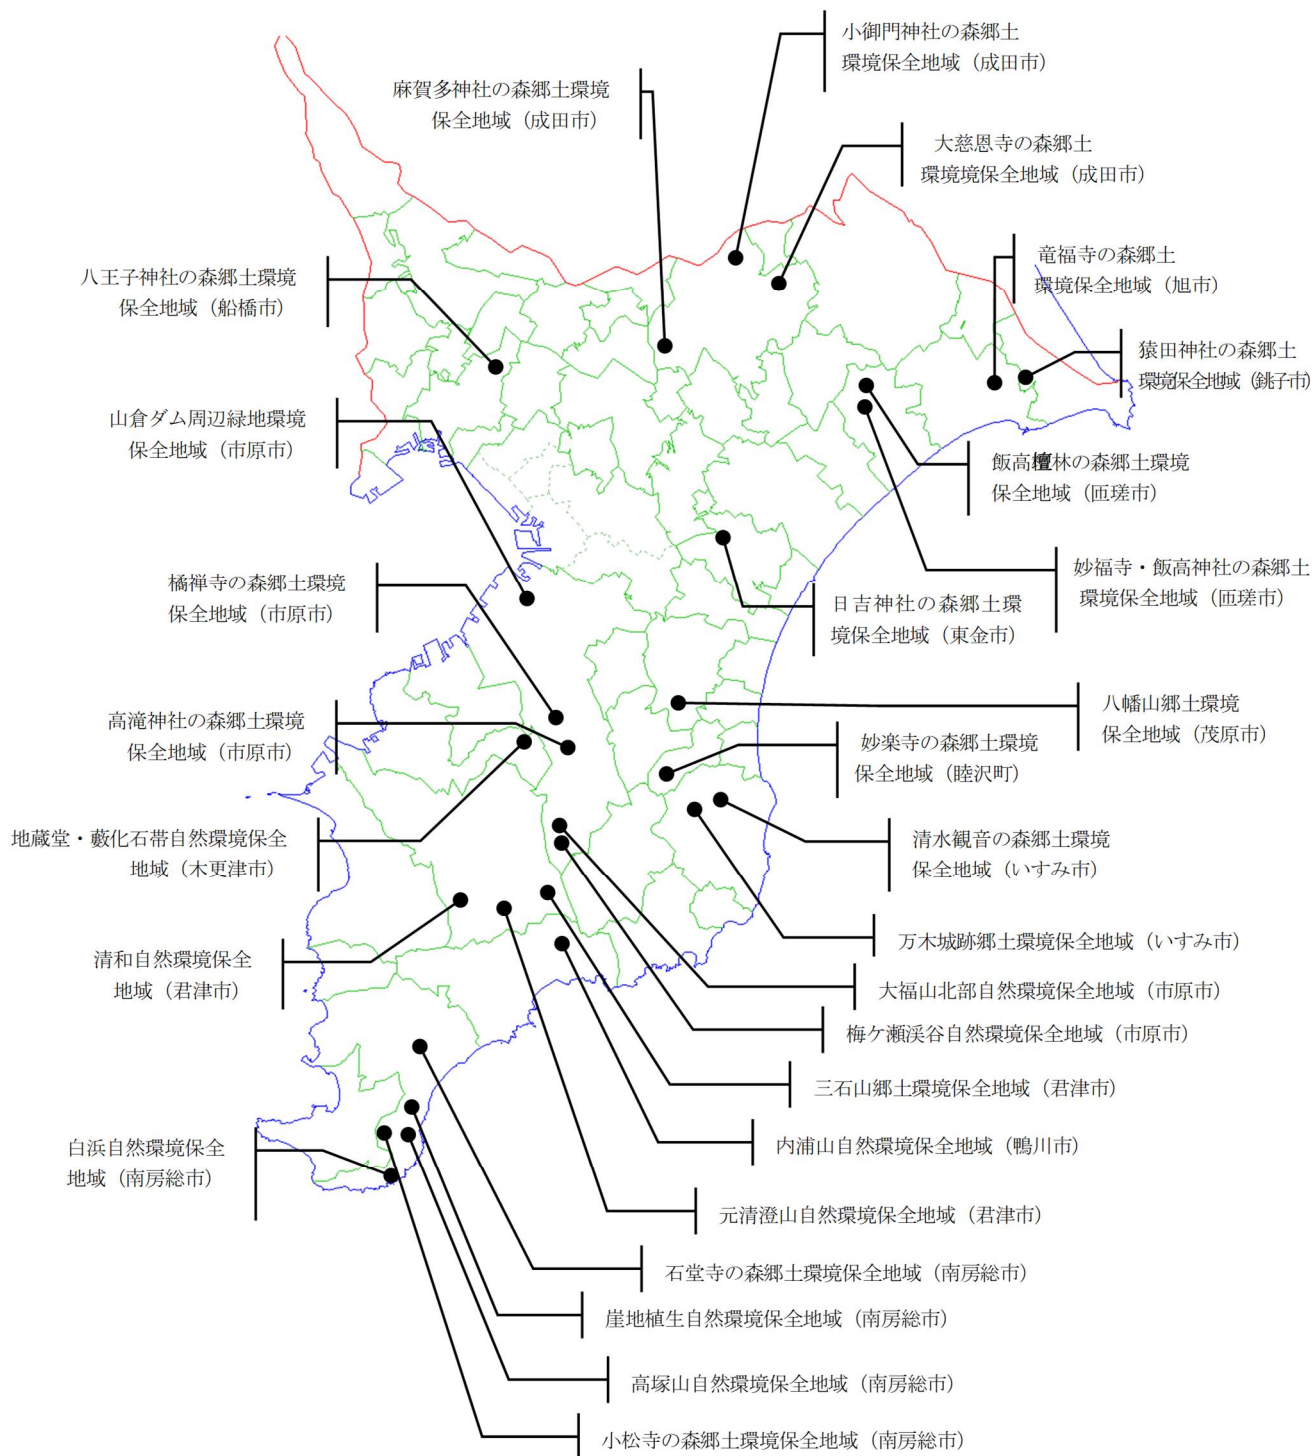 小御門神社の森郷土
環境保全地域（成田市）
麻賀多神社の森郷土環境
保全地域（成田市）
大慈恩寺の森郷土
環境境保全地域（成田市）
竜福寺の森郷土
環境保全地域（旭市）
八王子神社の森郷土環境
保全地域（船橋市）
猿田神社の森郷土
環境保全地域（銚子市）
山倉ダム周辺緑地環境
保全地域（市原市）
飯高檀林の森郷土環境
保全地域（匝瑳市）
妙福寺・飯高神社の森郷土
環境保全地域（匝瑳市）
橘禅寺の森郷土環境
保全地域（市原市）
日吉神社の森郷土環
境保全地域（東金市）
高滝神社の森郷土環境
保全地域（市原市）
八幡山郷土環境
保全地域（茂原市）
妙楽寺の森郷土環境
保全地域（睦沢町）
地蔵堂・藪化石帯自然環境保全
地域（木更津市）
清水観音の森郷土環境
保全地域（いすみ市）
清和自然環境保全
地域（君津市）
万木城跡郷土環境保全地域（いすみ市）
大福山北部自然環境保全地域（市原市）
梅ケ瀬渓谷自然環境保全地域（市原市）
三石山郷土環境保全地域（君津市）
内浦山自然環境保全地域（鴨川市）
白浜自然環境保全
地域（南房総市）
元清澄山自然環境保全地域（君津市）
石堂寺の森郷土環境保全地域（南房総市）
崖地植生自然環境保全地域（南房総市）
高塚山自然環境保全地域（南房総市）
小松寺の森郷土環境保全地域（南房総市）